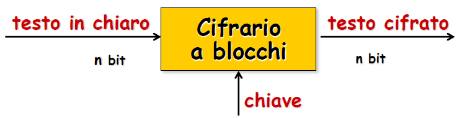 testo in chiaro
n bit
Cifrario
a blocchi
testo cifrato
n bit
chiave